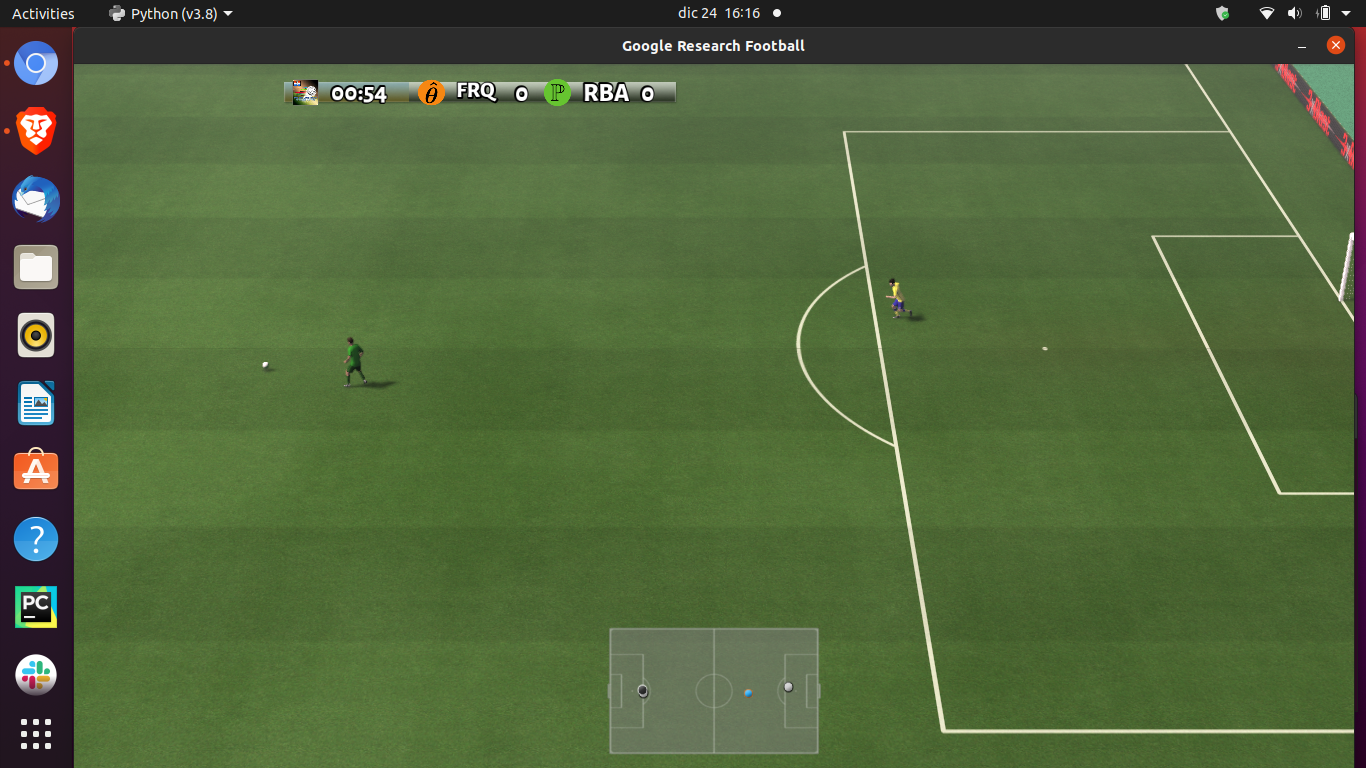 Activities Python (v3.8) dic 24 16:16
Google Research Football
00:54 θ̂ FRQ 0 ℙ RBA 0
A
?
PC